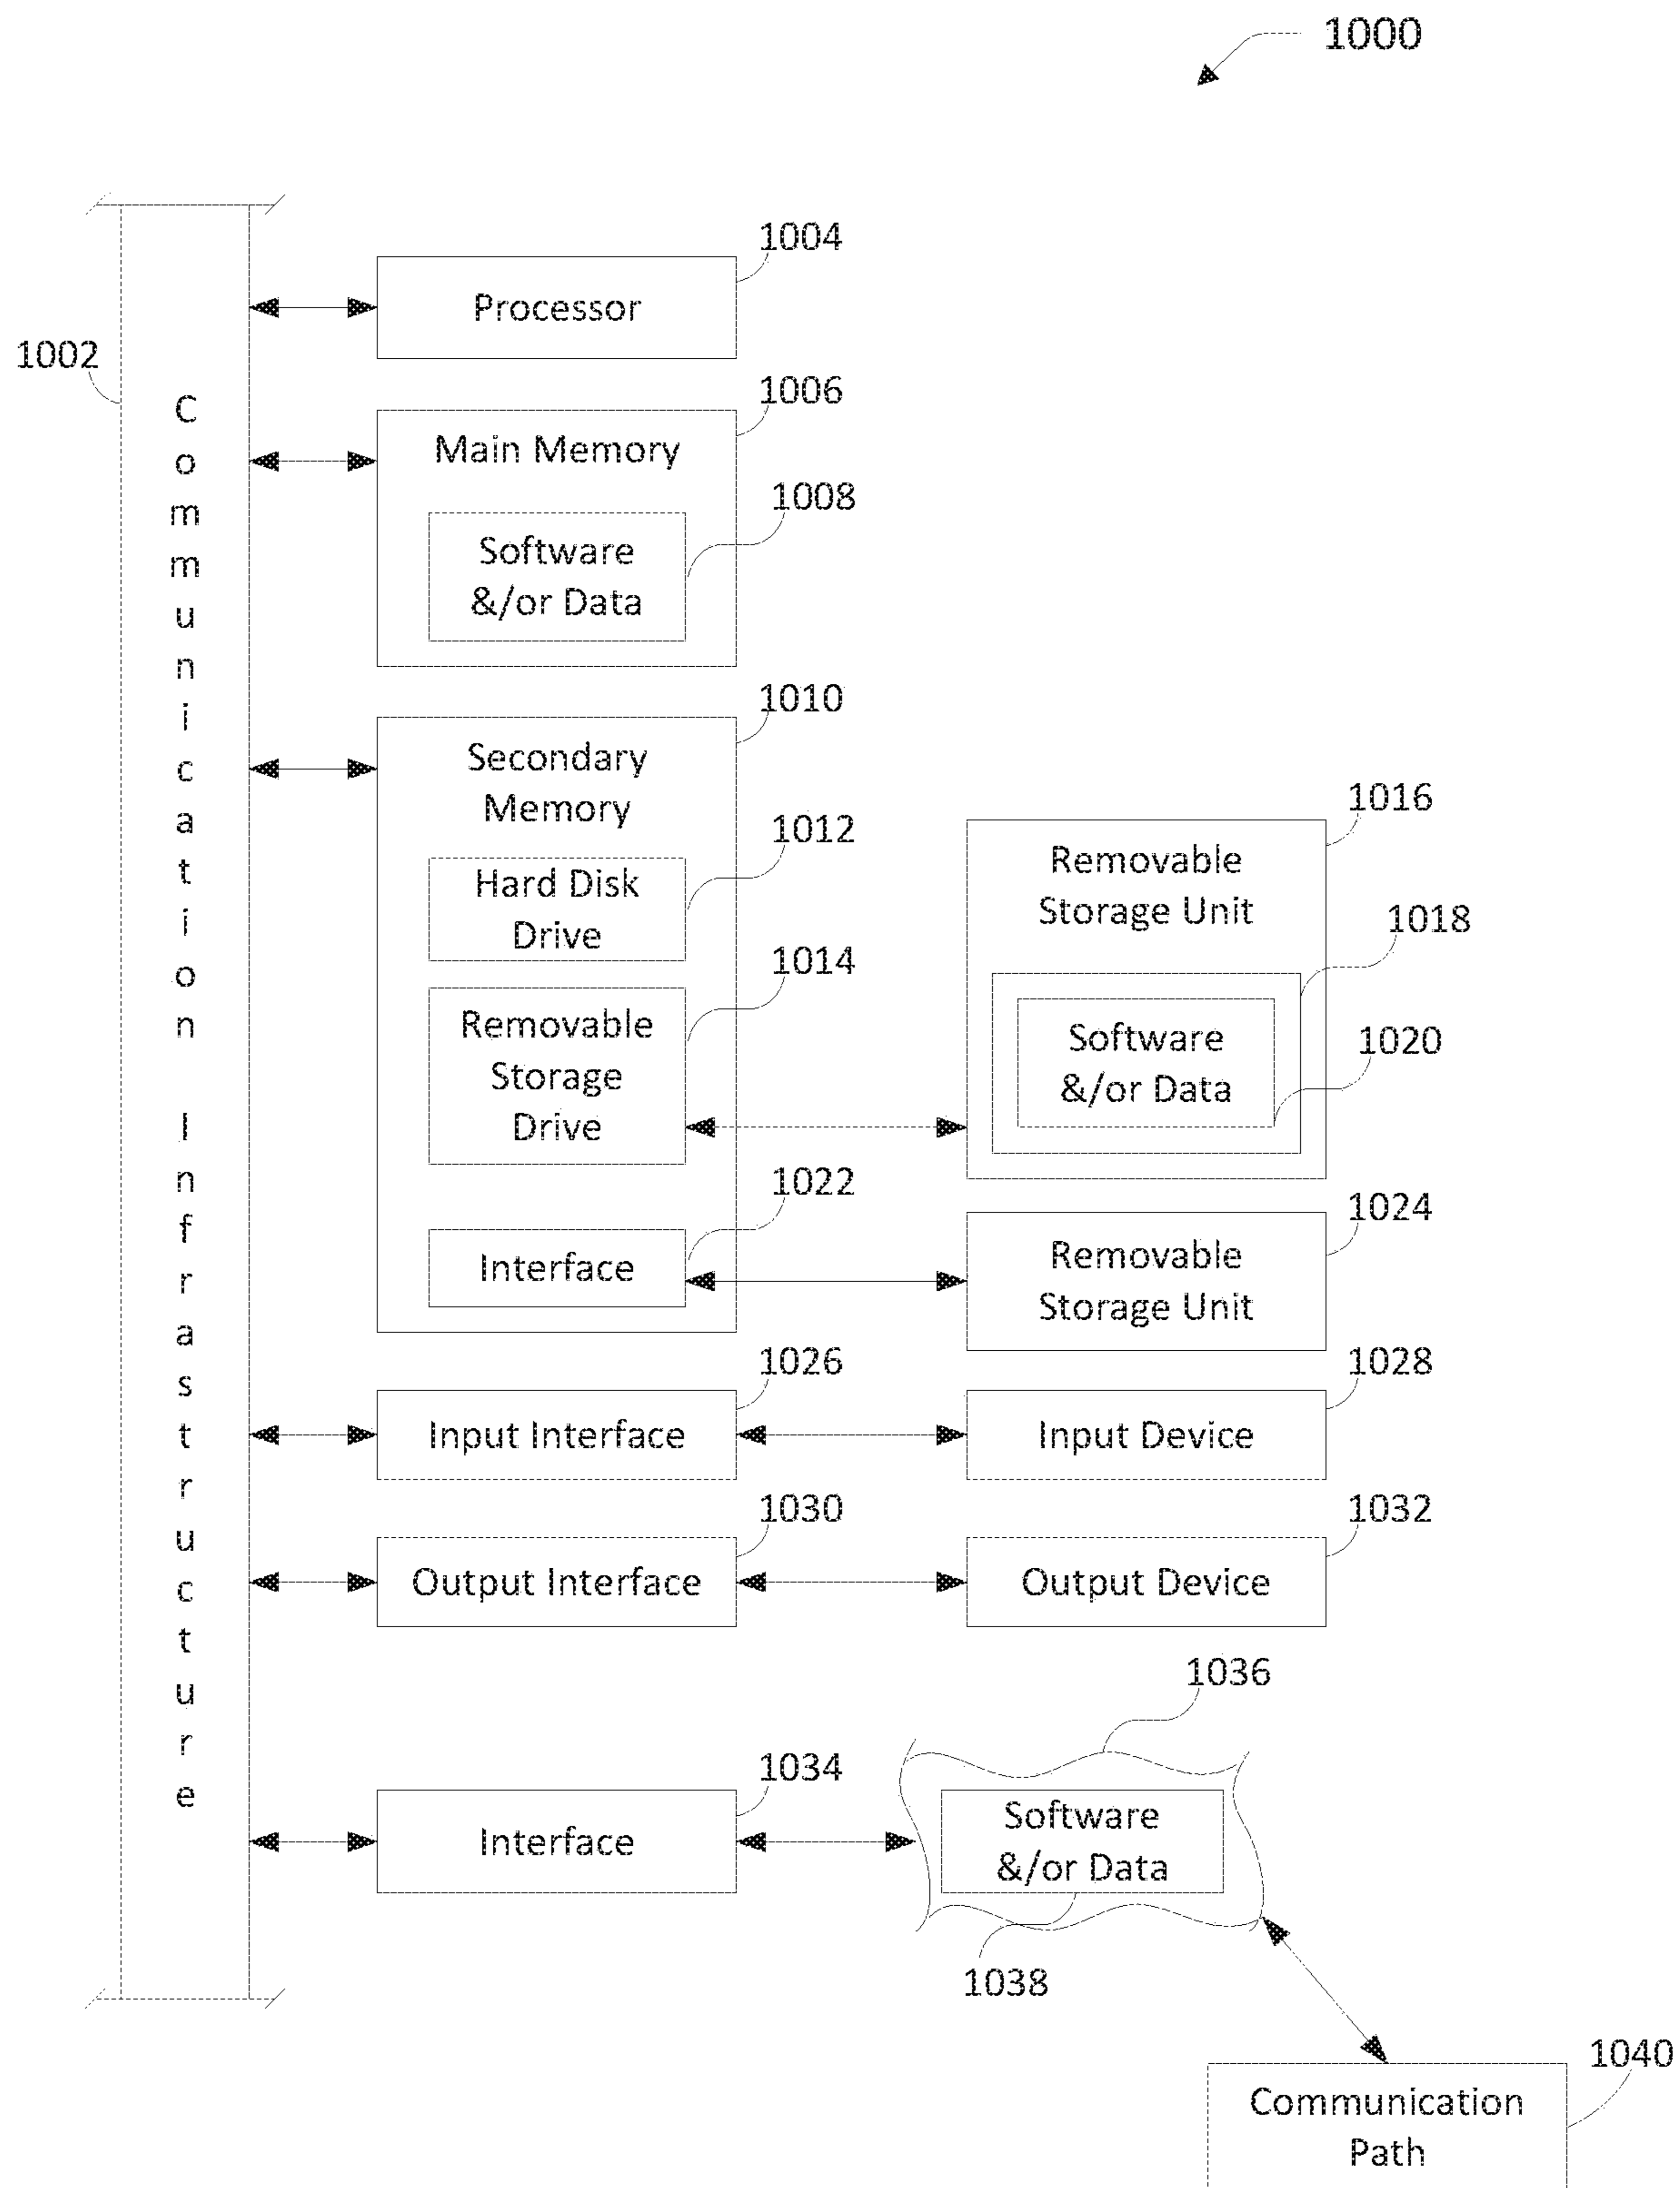 1000
1002
Communication Infrastructure
1004
Processor
1006
Main Memory
1008
Software
&/or Data
1010
Secondary
Memory
1012
Hard Disk
Drive
1014
Removable
Storage
Drive
1016
Removable
Storage Unit
1018
Software
&/or Data
1020
1022
Interface
1024
Removable
Storage Unit
1026
Input Interface
1028
Input Device
1030
Output Interface
1032
Output Device
1034
Interface
1036
Software
&/or Data
1038
1040
Communication
Path